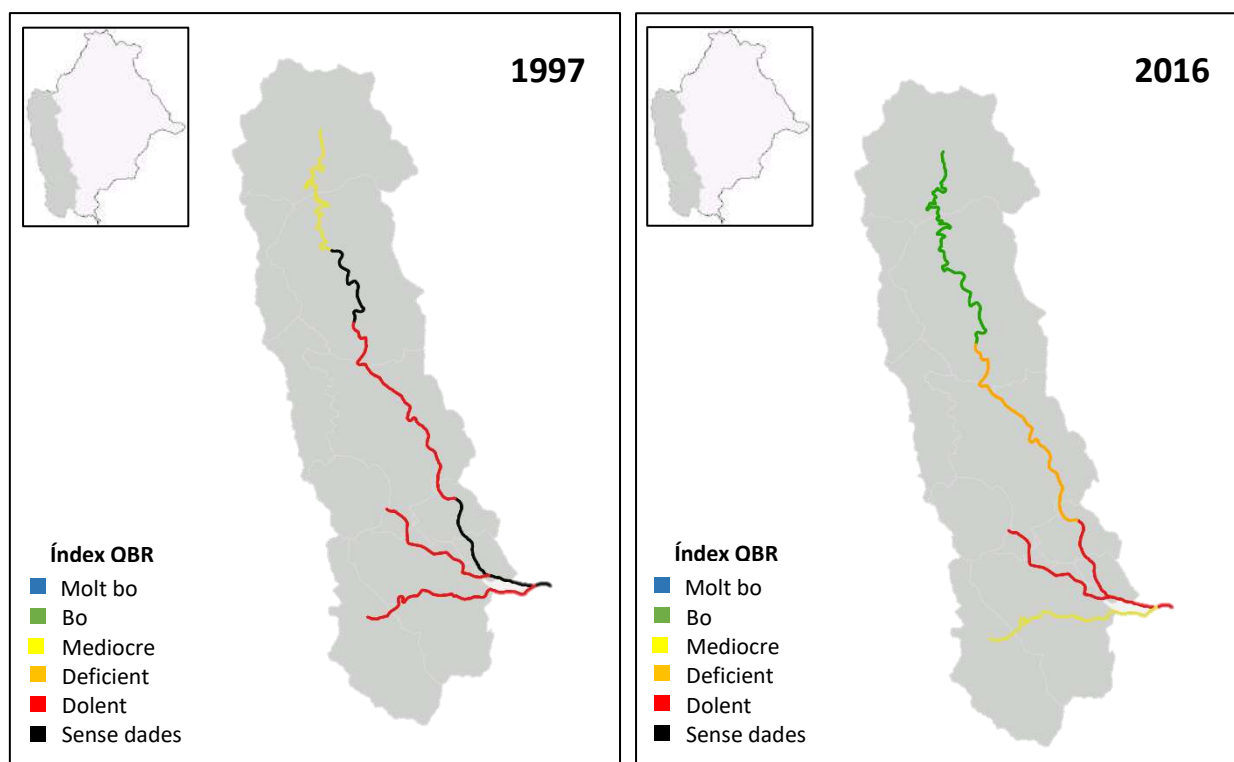 1997
Índex QBR
Molt bo
Bo
Mediocre
Deficient
Dolent
Sense dades
2016
Índex QBR
Molt bo
Bo
Mediocre
Deficient
Dolent
Sense dades